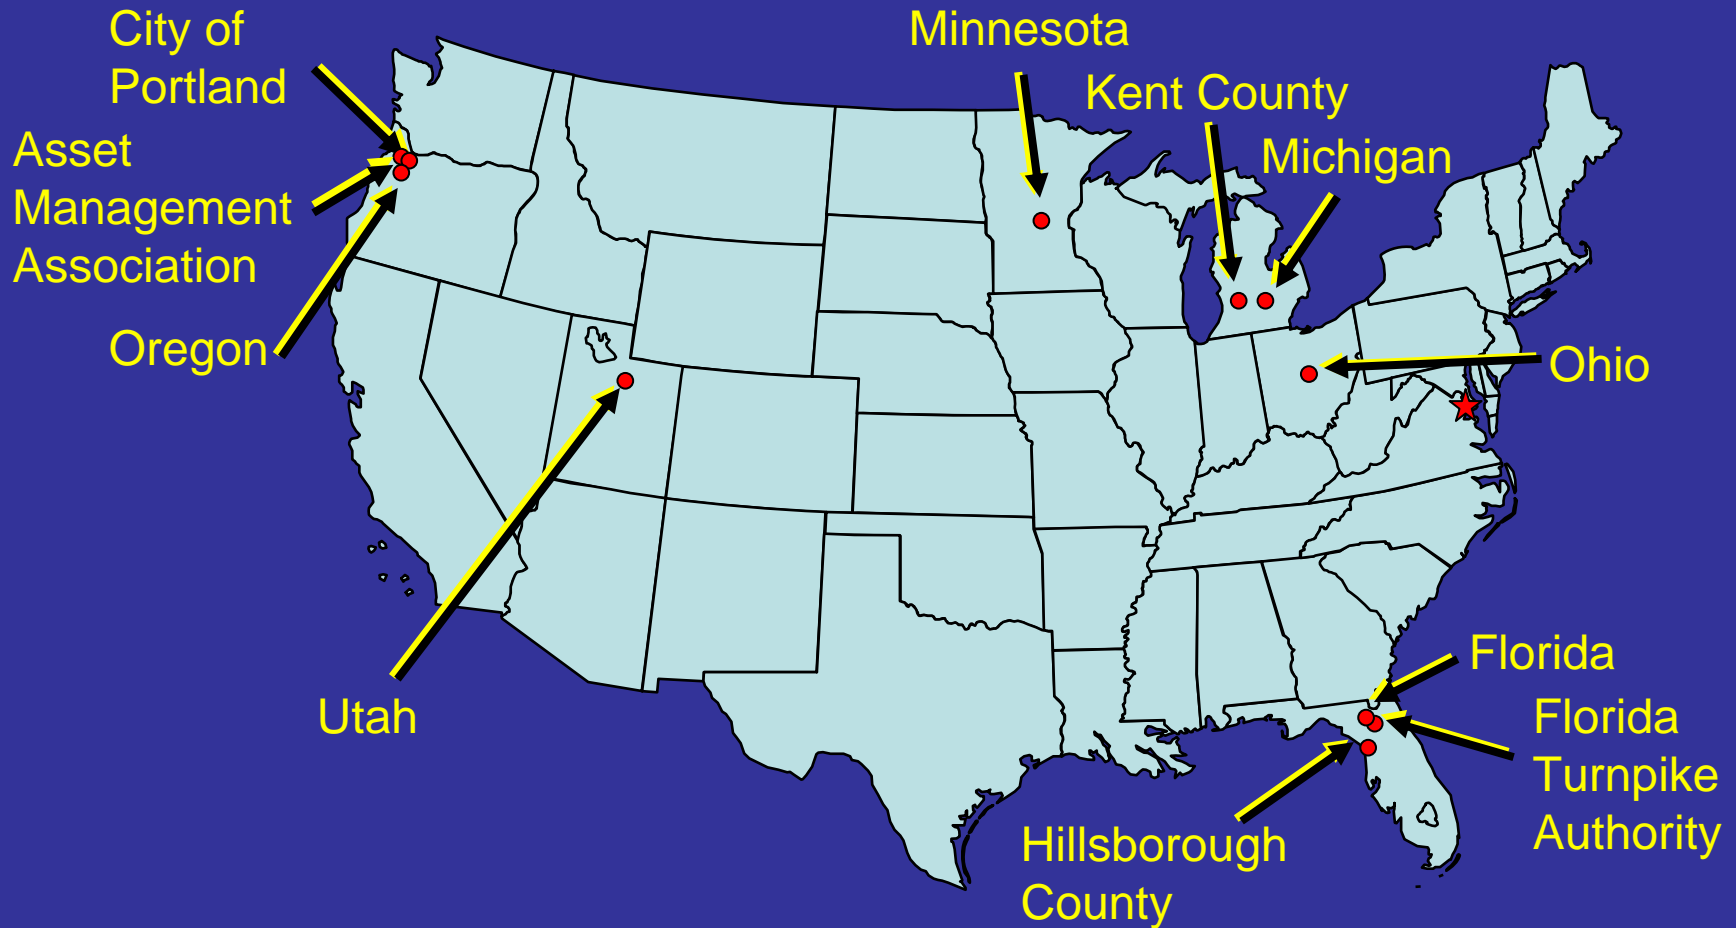 City of
Portland
Asset
Management
Association
Oregon
Utah
Minnesota
Kent County
Michigan
Ohio
Florida
Florida
Turnpike
Authority
Hillsborough
County